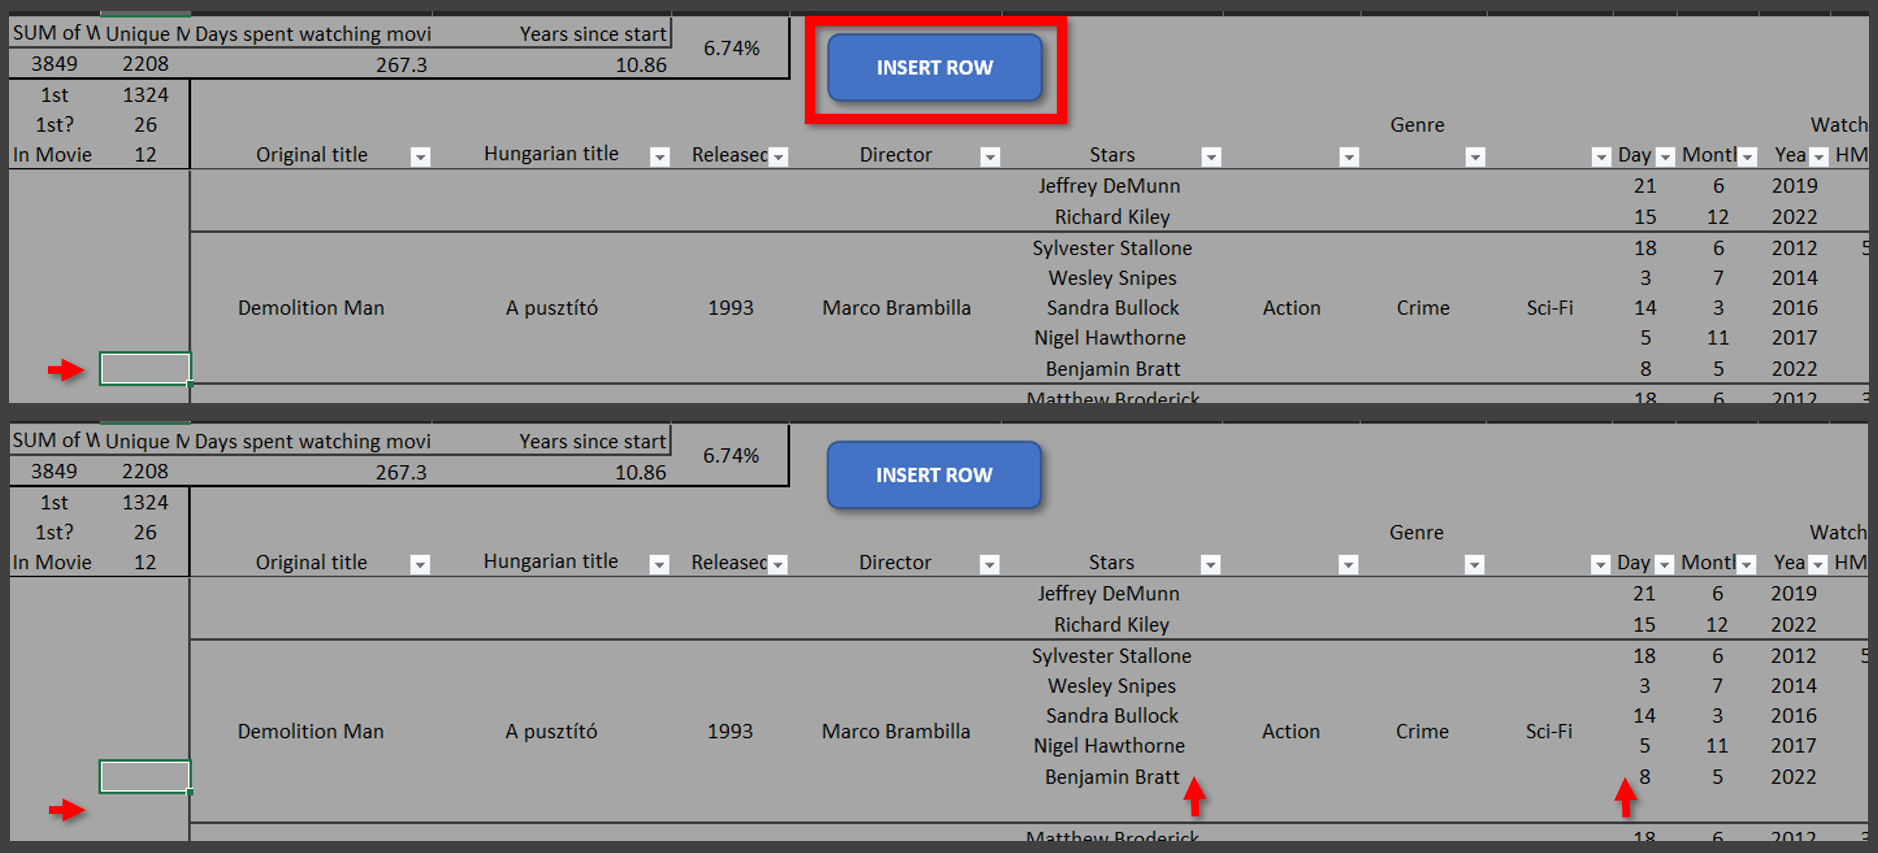 SUM of W Unique M Days spent watching movi Years since start 6.74%
3849 2208 267.3 10.86
INSERT ROW
1st 1324
1st? 26 Genre Watch
In Movie 12 Original title Hungarian title Released Director Stars Day Month Yea HM
Jeffrey DeMunn 21 6 2019
Richard Kiley 15 12 2022
Sylvester Stallone 18 6 2012 5
Wesley Snipes 3 7 2014
Demolition Man A pusztító 1993 Marco Brambilla Sandra Bullock Action Crime Sci-Fi 14 3 2016
Nigel Hawthorne 5 11 2017
Benjamin Bratt 8 5 2022
Matthew Broderick 18 6 2012 3
SUM of W Unique M Days spent watching movi Years since start 6.74%
3849 2208 267.3 10.86
INSERT ROW
1st 1324
1st? 26 Genre Watch
In Movie 12 Original title Hungarian title Released Director Stars Day Month Yea HM
Jeffrey DeMunn 21 6 2019
Richard Kiley 15 12 2022
Sylvester Stallone 18 6 2012 5
Wesley Snipes 3 7 2014
Sandra Bullock 14 3 2016
Demolition Man A pusztító 1993 Marco Brambilla Action Crime Sci-Fi
Nigel Hawthorne 5 11 2017
Benjamin Bratt 8 5 2022
Matthew Broderick 18 6 2012 3